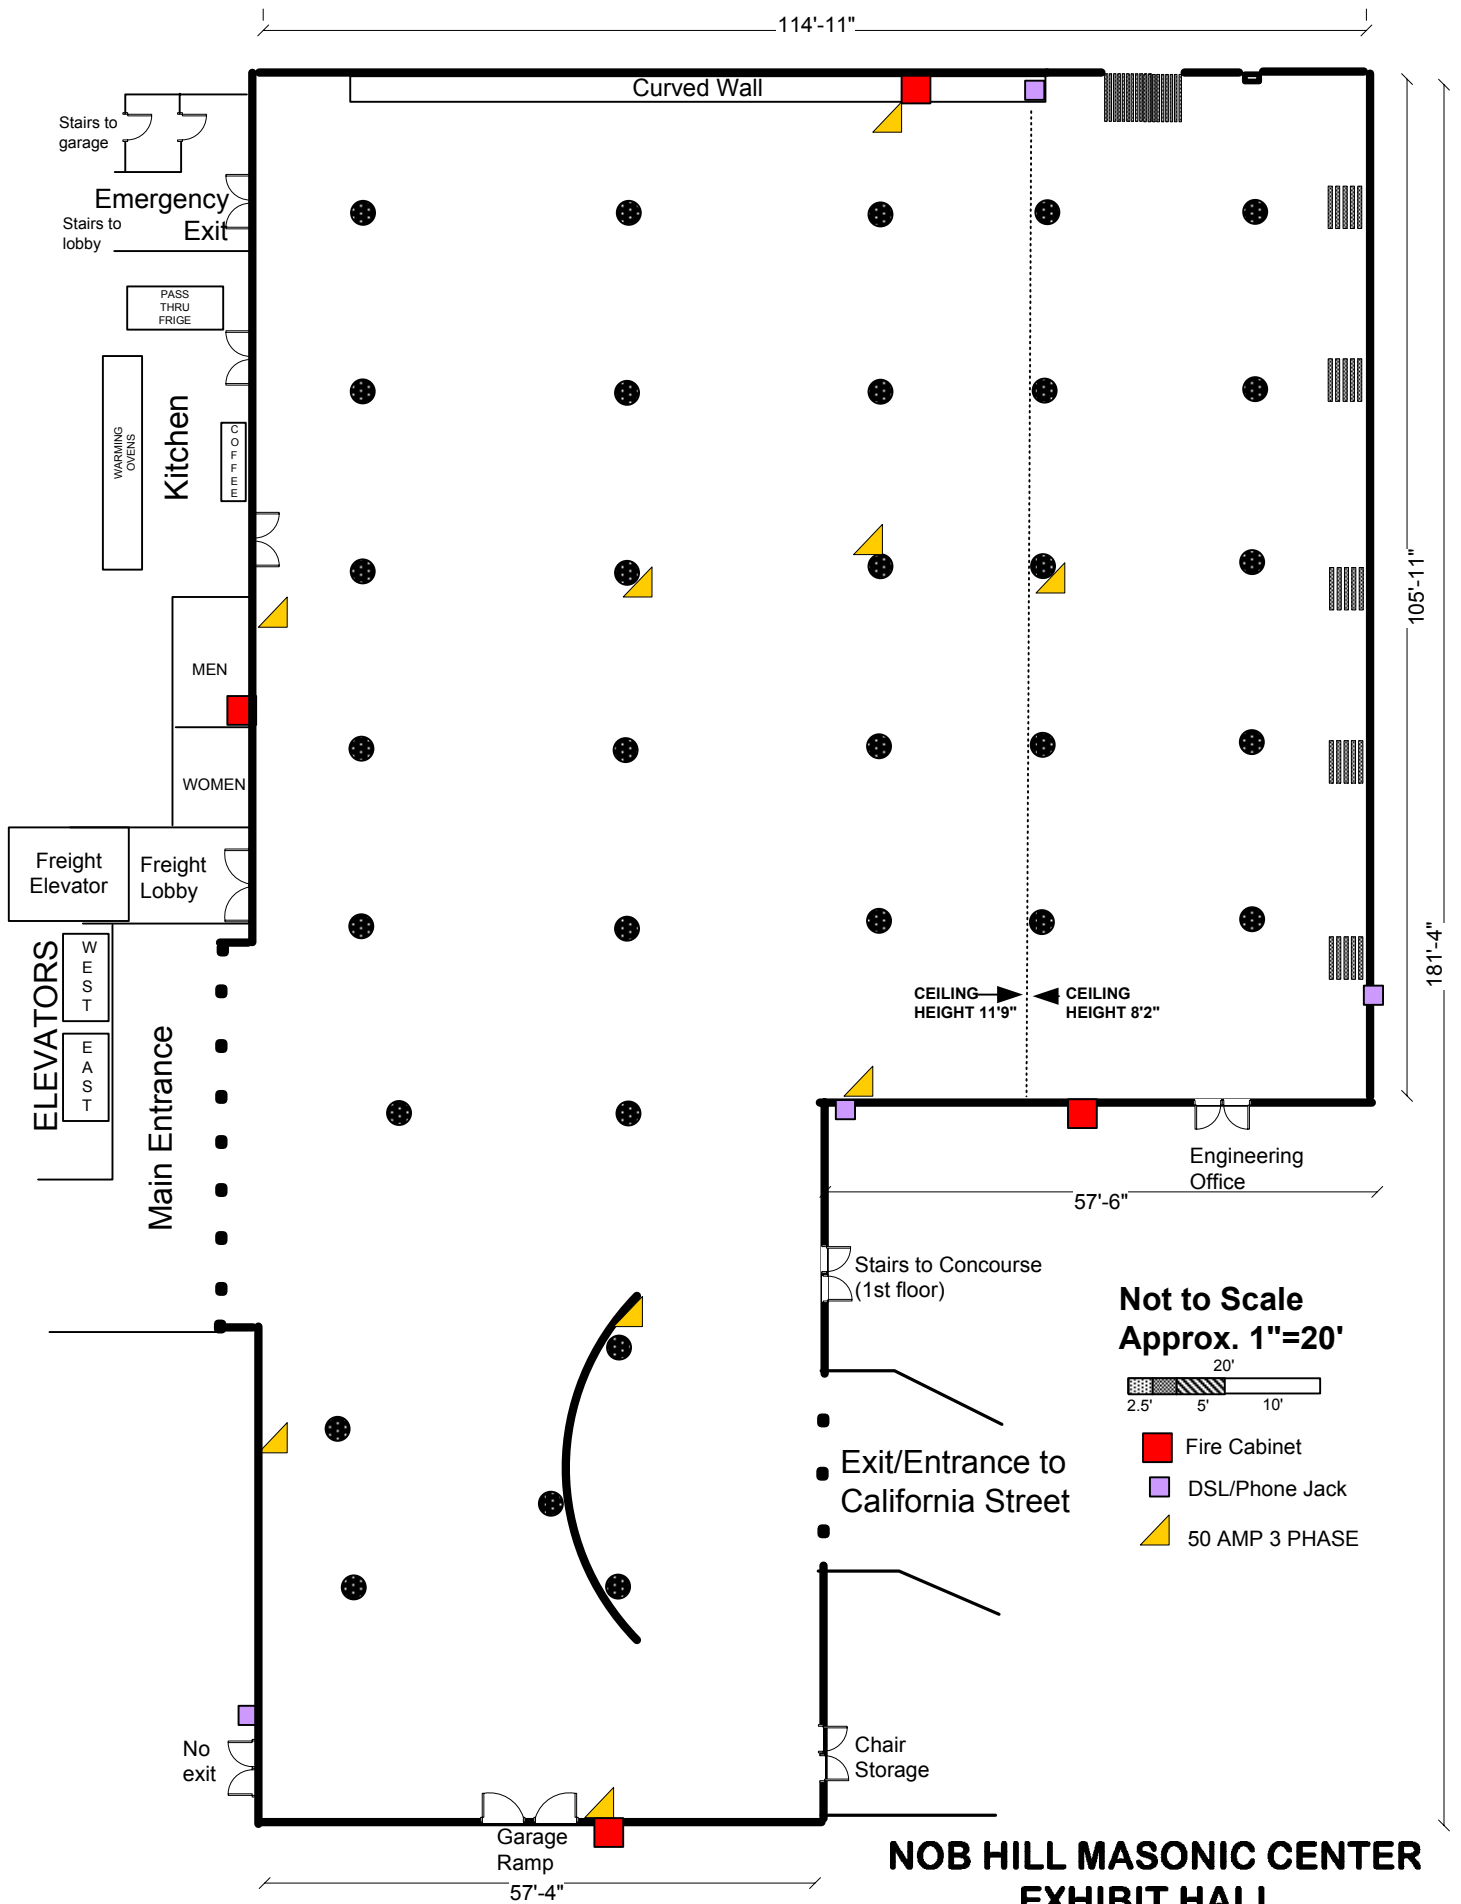 114'-11"
Curved Wall
Stairs to
garage
Emergency
Exit
Stairs to
lobby
PASS
THRU
FRIGE
WARMING
OVENS
Kitchen
COFFEE
MEN
WOMEN
Freight
Elevator
Freight
Lobby
ELEVATORS
WEST
EAST
Main Entrance
105'-11"
181'-4"
CEILING
HEIGHT 11'9"
CEILING
HEIGHT 8'2"
Engineering
Office
57'-6"
Stairs to Concourse
(1st floor)
Not to Scale
Approx. 1"=20'
20'
2.5'
5'
10'
Fire Cabinet
DSL/Phone Jack
50 AMP 3 PHASE
Exit/Entrance to
California Street
No
exit
Chair
Storage
Garage
Ramp
57'-4"
NOB HILL MASONIC CENTER
EXHIBIT HALL